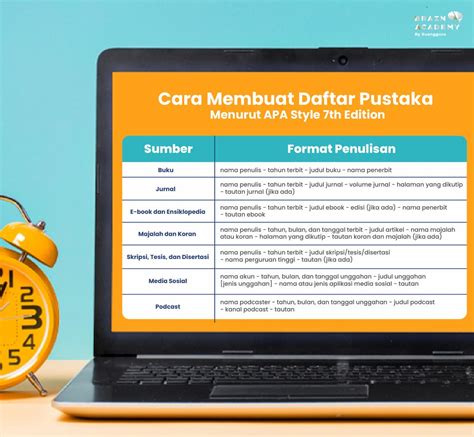 BRAIN
ACADEMY
By Ruangguru
Cara Membuat Daftar Pustaka
Menurut APA Style 7th Edition
Sumber
Format Penulisan
Buku
nama penulis - tahun terbit - judul buku - nama penerbit
Jurnal
nama penulis - tahun terbit - judul jurnal - volume jurnal - halaman yang dikutip
- tautan jurnal (jika ada)
E-book dan Ensiklopedia
nama penulis - tahun terbit - judul ebook - edisi (jika ada) - nama penerbit
- tautan ebook
Majalah dan Koran
nama penulis - tahun, bulan, dan tanggal terbit - judul artikel - nama majalah
atau koran - halaman yang dikutip - tautan koran dan majalah (jika ada)
Skripsi, Tesis, dan Disertasi
nama penulis - tahun terbit - judul skripsi/tesis/disertasi
- nama perguruan tinggi - tautan (jika ada)
Media Sosial
nama akun - tahun, bulan, dan tanggal unggahan - judul unggahan
[jenis unggahan] - nama atau jenis aplikasi media sosial - tautan
Podcast
nama podcaster - tahun, bulan, dan tanggal unggahan - judul podcast
- kanal podcast - tautan